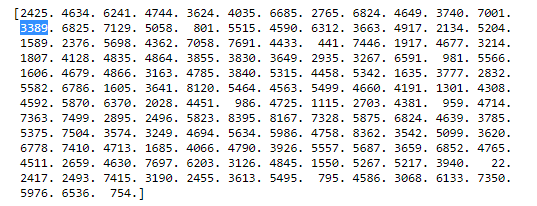 [2425. 4634. 6241. 4744. 3624. 4035. 6685. 2765. 6824. 4649. 3740. 7001.
3389. 6825. 7129. 5058. 801. 5515. 4590. 6312. 3663. 4917. 2134. 5204.
1589. 2376. 5698. 4362. 7058. 7691. 4433. 441. 7446. 1917. 4677. 3214.
1807. 4128. 4835. 4864. 3855. 3830. 3649. 2935. 3267. 6591. 981. 5566.
1606. 4679. 4866. 3163. 4785. 3840. 5315. 4458. 5342. 1635. 3777. 2832.
5582. 6786. 1605. 3641. 8120. 5464. 4563. 5499. 4660. 4191. 1301. 4308.
4592. 5870. 6370. 2028. 4451. 986. 4725. 1115. 2703. 4381. 959. 4714.
7363. 7499. 2895. 2496. 5823. 8395. 8167. 7328. 5875. 6824. 4639. 3785.
5375. 7504. 3574. 3249. 4694. 5634. 5986. 4758. 8362. 3542. 5099. 3620.
6778. 7410. 4713. 1685. 4066. 4790. 3926. 5557. 5687. 3659. 6852. 4765.
4511. 2659. 4630. 7697. 6203. 3126. 4845. 1550. 5267. 5217. 3940. 22.
2417. 2493. 7415. 3190. 2455. 3613. 5495. 795. 4586. 3068. 6133. 7350.
5976. 6536. 754.]